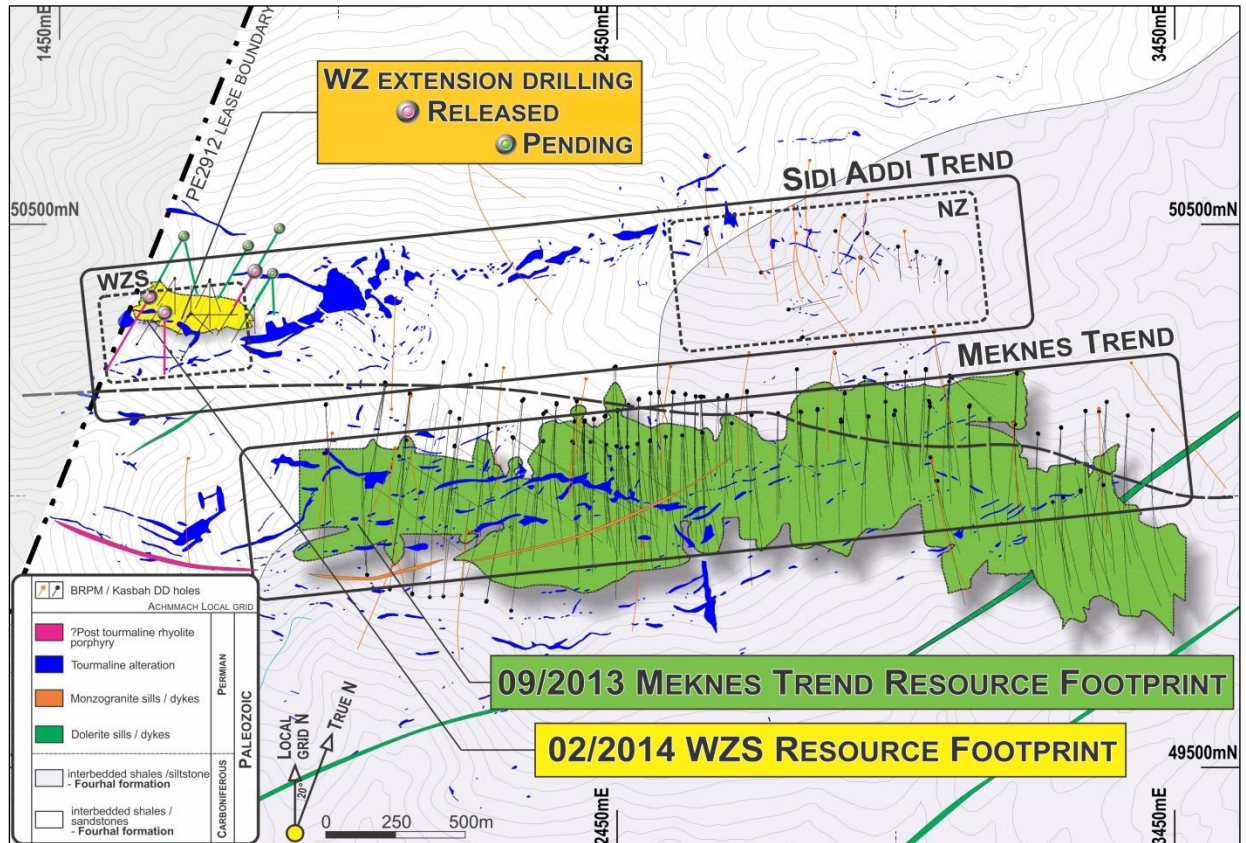 1450mE
2450mE
3450mE
PE2912 LEASE BOUNDARY
WZ EXTENSION DRILLING
RELEASED
PENDING
SIDI ADDI TREND
50500mN
50500mN
NZ
WZS
MEKNES TREND
BRPM / Kasbah DD holes
ACHMMACH LOCAL GRID
?Post tourmaline rhyolite
porphyry
Tourmaline alteration
Monzogranite sills / dykes
Dolerite sills / dykes
PERMIAN
interbedded shales /siltstone
- Fourhal formation
interbedded shales /
sandstones
- Fourhal formation
CARBONIFEROUS
PALEOZOIC
09/2013 MEKNES TREND RESOURCE FOOTPRINT
02/2014 WZS RESOURCE FOOTPRINT
LOCAL
GRID N
TRUE N
20°
0 250 500m
49500mN
2450mE
3450mE